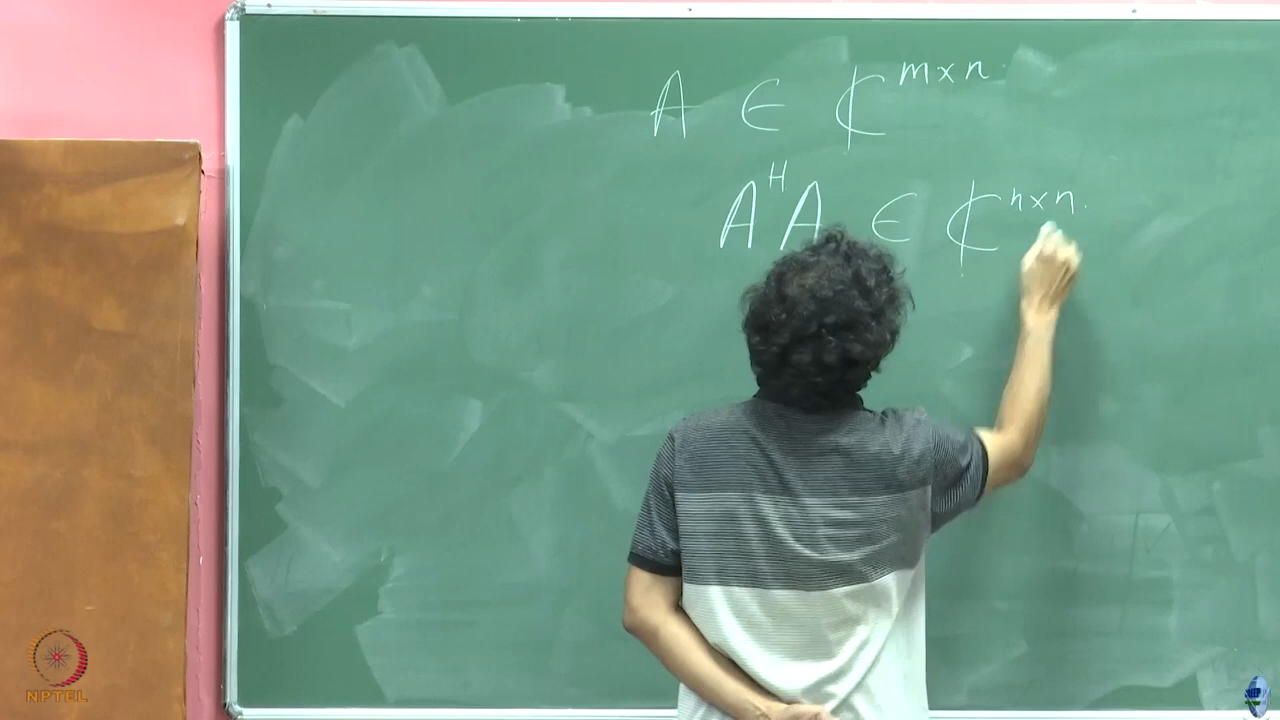 A ∈ ℂ^{m×n}
A^H A ∈ ℂ^{n×n}
NPTEL